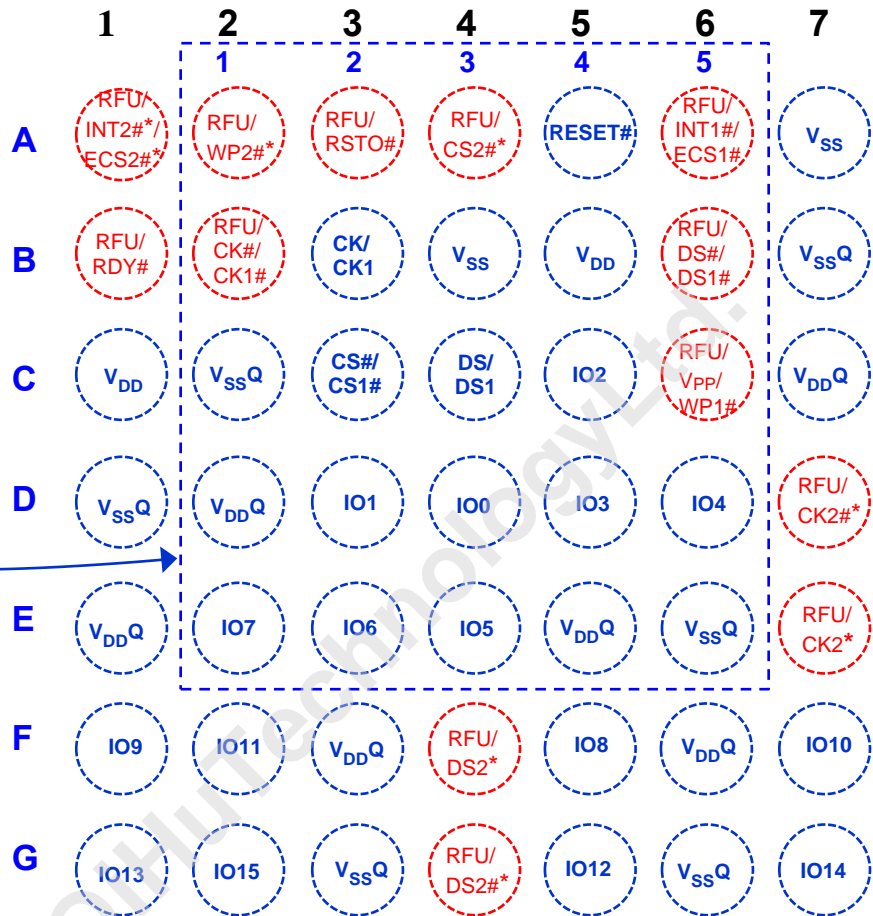 1 2 3 4 5 6 7
1 2 3 4 5
A
RFU/
INT2#*/
ECS2#*
RFU/
WP2#*
RFU/
RSTO#
RFU/
CS2#*
RESET#
RFU/
INT1#/
ECS1#
VSS
B
RFU/
RDY#
RFU/
CK#/
CK1#
CK/
CK1
VSS
VDD
RFU/
DS#/
DS1#
VSSQ
C
VDD
VSSQ
CS#/
CS1#
DS/
DS1
IO2
RFU/
VPP/
WP1#
VDDQ
D
VSSQ
VDDQ
IO1
IO0
IO3
IO4
RFU/
CK2#*
E
VDDQ
IO7
IO6
IO5
VDDQ
VSSQ
RFU/
CK2*
F
IO9
IO11
VDDQ
RFU/
DS2*
IO8
VDDQ
IO10
G
IO13
IO15
VSSQ
RFU/
DS2#*
IO12
VSSQ
IO14